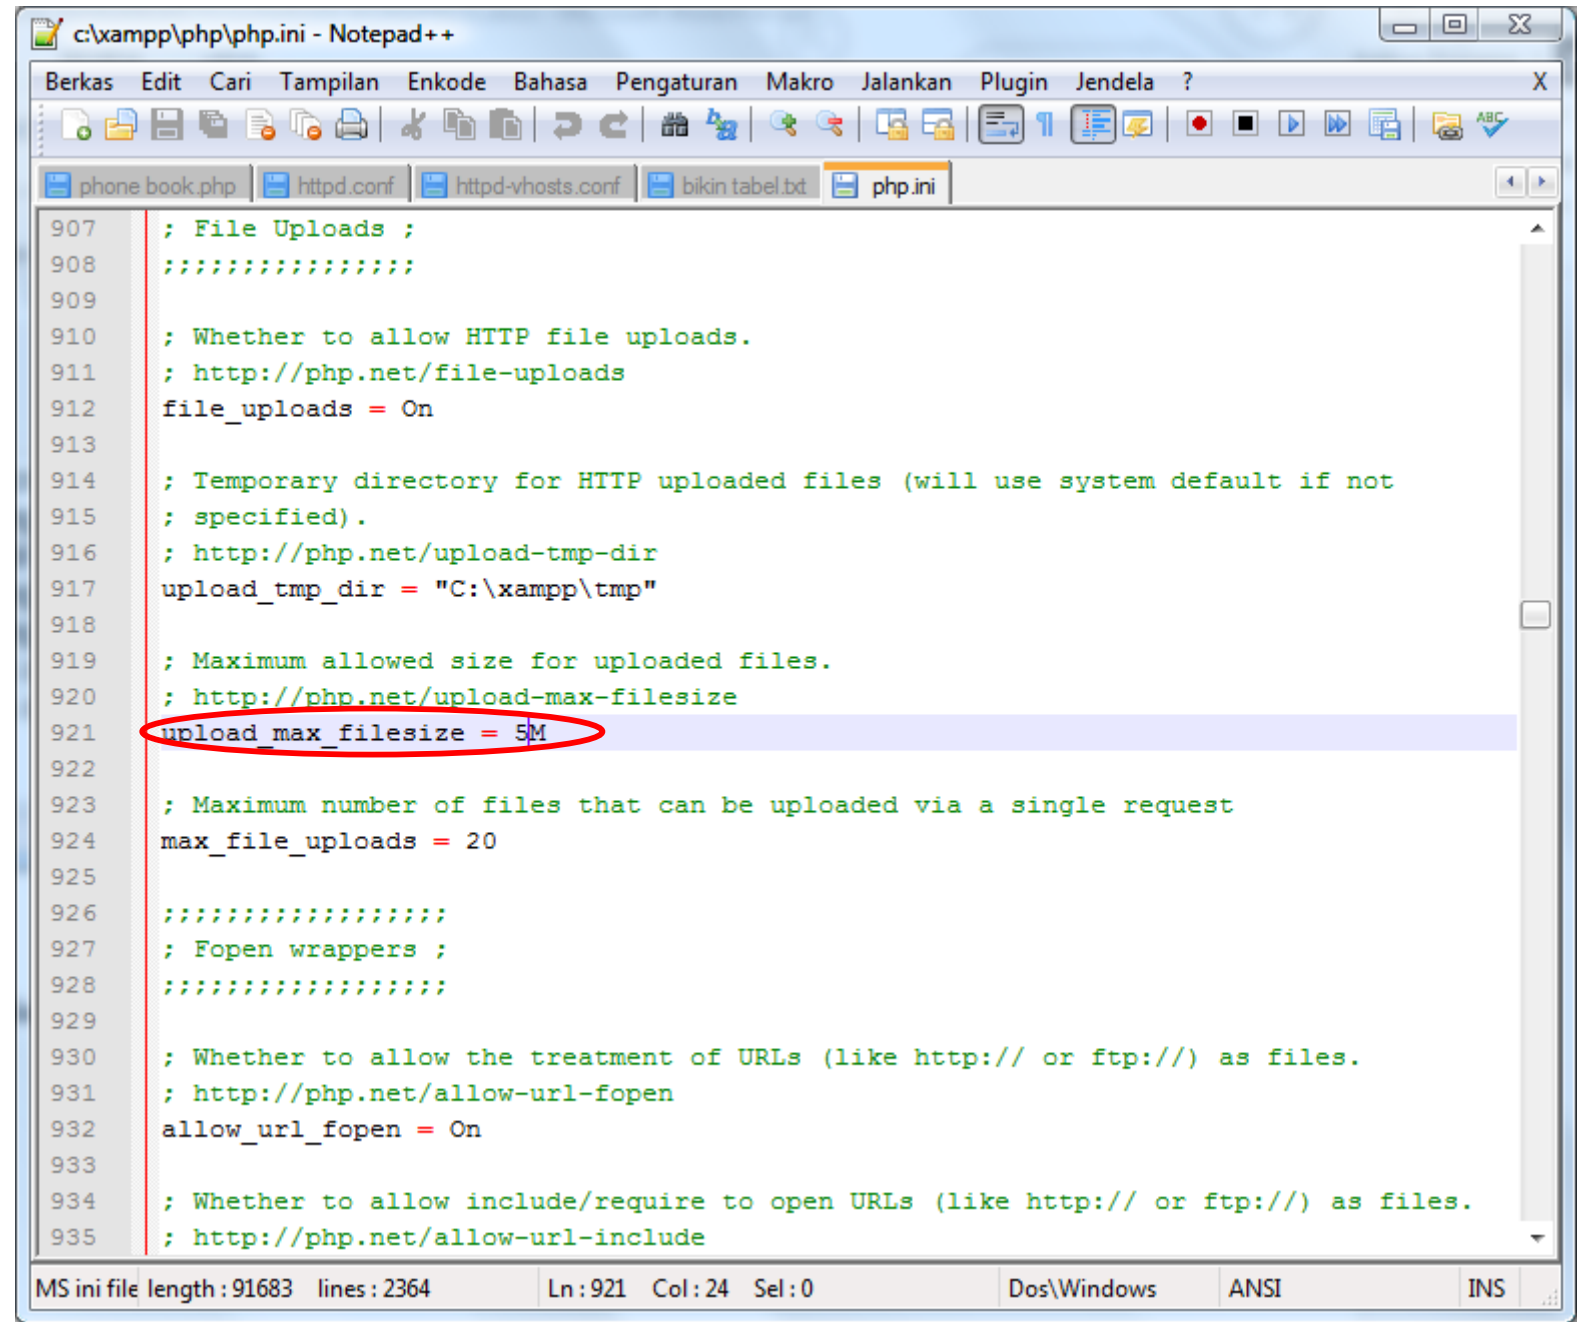 c:\xampp\php\php.ini - Notepad++
Berkas Edit Cari Tampilan Enkode Bahasa Pengaturan Makro Jalankan Plugin Jendela ? X
phone book.php httpd.conf httpd-vhosts.conf bikin tabel.txt php.ini
907 ; File Uploads ;
908 ;;;;;;;;;;;;;;;;
909
910 ; Whether to allow HTTP file uploads.
911 ; http://php.net/file-uploads
912 file_uploads = On
913
914 ; Temporary directory for HTTP uploaded files (will use system default if not
915 ; specified).
916 ; http://php.net/upload-tmp-dir
917 upload_tmp_dir = "C:\xampp\tmp"
918
919 ; Maximum allowed size for uploaded files.
920 ; http://php.net/upload-max-filesize
921 upload_max_filesize = 5M
922
923 ; Maximum number of files that can be uploaded via a single request
924 max_file_uploads = 20
925
926 ;;;;;;;;;;;;;;;;;;
927 ; Fopen wrappers ;
928 ;;;;;;;;;;;;;;;;;;
929
930 ; Whether to allow the treatment of URLs (like http:// or ftp://) as files.
931 ; http://php.net/allow-url-fopen
932 allow_url_fopen = On
933
934 ; Whether to allow include/require to open URLs (like http:// or ftp://) as files.
935 ; http://php.net/allow-url-include
MS ini file length : 91683 lines : 2364 Ln : 921 Col : 24 Sel : 0 Dos\Windows ANSI INS